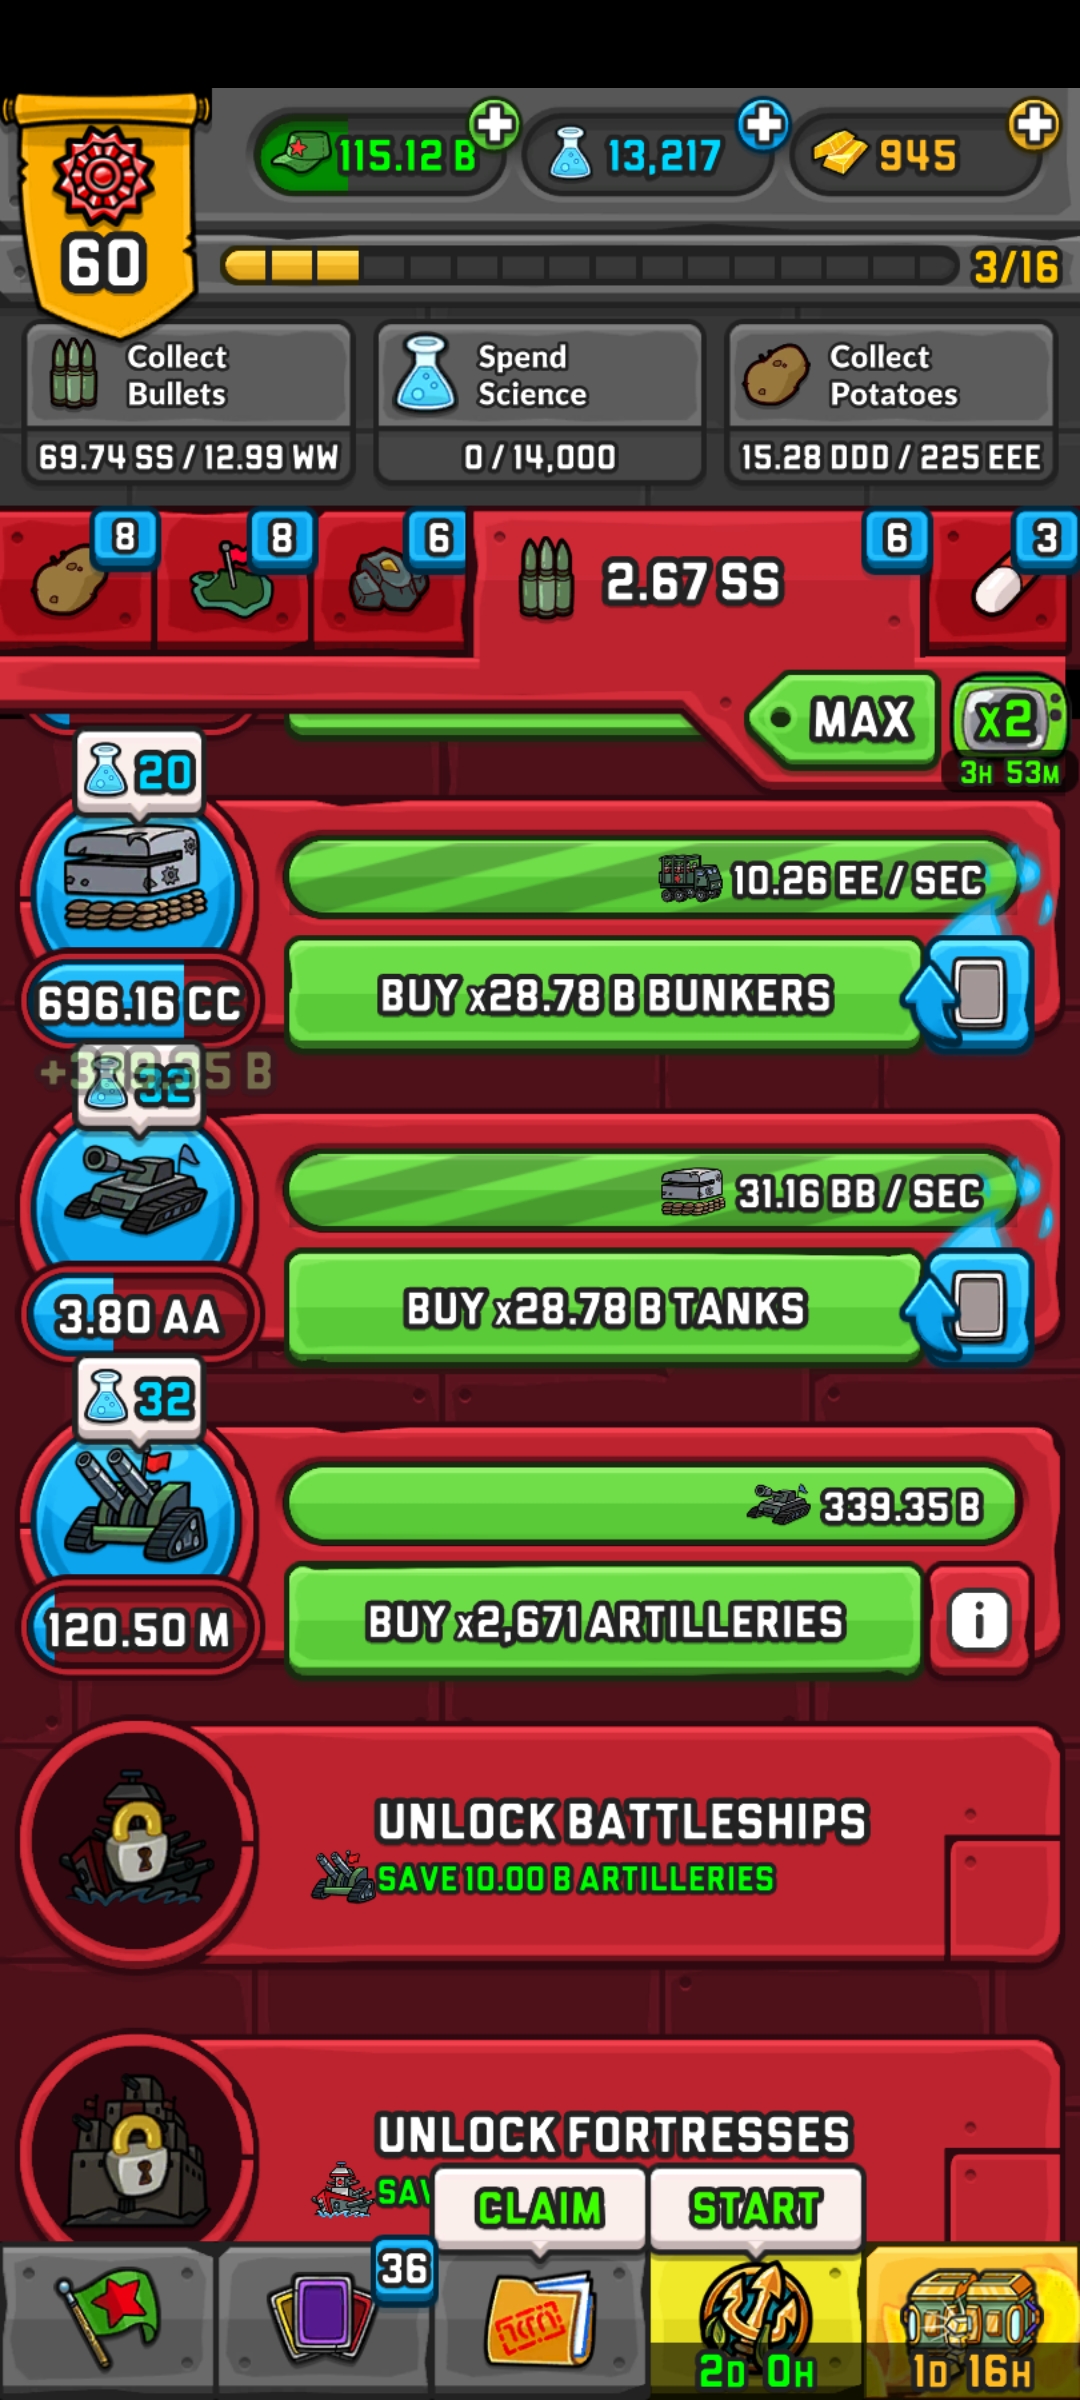 115.12 B
13,217
945
60
3/16
Collect
Bullets
69.74 SS / 12.99 WW
Spend
Science
0 / 14,000
Collect
Potatoes
15.28 DDD / 225 EEE
8
8
6
2.67 SS
6
3
MAX
x2
3H 53M
20
10.26 EE / SEC
696.16 CC
BUY x28.78 B BUNKERS
+339.35 B
32
31.16 BB / SEC
3.80 AA
BUY x28.78 B TANKS
32
339.35 B
120.50 M
BUY x2,671 ARTILLERIES
i
UNLOCK BATTLESHIPS
SAVE 10.00 B ARTILLERIES
UNLOCK FORTRESSES
CLAIM
START
36
2D 0H
1D 16H